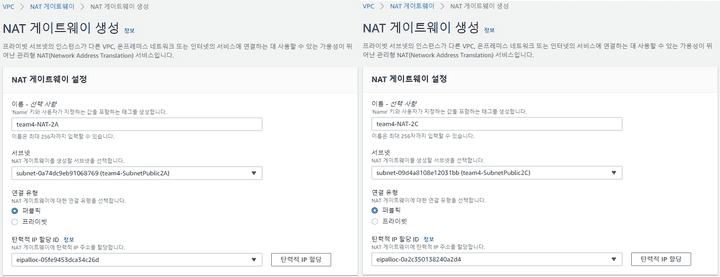 VPC > NAT 게이트웨이 > NAT 게이트웨이 생성
NAT 게이트웨이 생성 정보
프라이빗 서브넷의 인스턴스가 다른 VPC, 온프레미스 네트워크 또는 인터넷의 서비스에 연결하는 데 사용할 수 있는 가용성이 뛰
어난 관리형 NAT(Network Address Translation) 서비스입니다.
NAT 게이트웨이 설정
이름 - 선택 사항
'Name' 키와 사용자가 지정하는 값을 포함하는 태그를 생성합니다.
team4-NAT-2A
이름은 최대 256자까지 입력할 수 있습니다.
서브넷
NAT 게이트웨이를 생성할 서브넷을 선택합니다.
subnet-0a74dc9eb91068769 (team4-SubnetPublic2A)
연결 유형
NAT 게이트웨이에 대한 연결 유형을 선택합니다.
퍼블릭
프라이빗
탄력적 IP 할당 ID 정보
NAT 게이트웨이에 탄력적 IP 주소를 할당합니다.
eipalloc-05fe9453dca34c26d
탄력적 IP 할당
VPC > NAT 게이트웨이 > NAT 게이트웨이 생성
NAT 게이트웨이 생성 정보
프라이빗 서브넷의 인스턴스가 다른 VPC, 온프레미스 네트워크 또는 인터넷의 서비스에 연결하는 데 사용할 수 있는 가용성이 뛰
어난 관리형 NAT(Network Address Translation) 서비스입니다.
NAT 게이트웨이 설정
이름 - 선택 사항
'Name' 키와 사용자가 지정하는 값을 포함하는 태그를 생성합니다.
team4-NAT-2C
이름은 최대 256자까지 입력할 수 있습니다.
서브넷
NAT 게이트웨이를 생성할 서브넷을 선택합니다.
subnet-09d4a8108e12031bb (team4-SubnetPublic2C)
연결 유형
NAT 게이트웨이에 대한 연결 유형을 선택합니다.
퍼블릭
프라이빗
탄력적 IP 할당 ID 정보
NAT 게이트웨이에 탄력적 IP 주소를 할당합니다.
eipalloc-0a2c350138240a2d4
탄력적 IP 할당